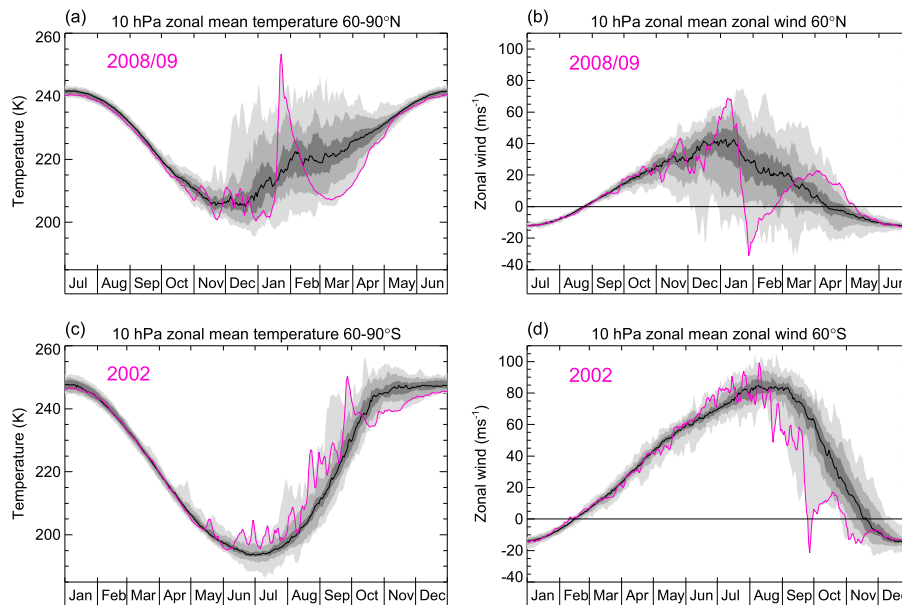 (a) 10 hPa zonal mean temperature 60-90°N
2008/09
Temperature (K)
260
240
220
200
Jul Aug Sep Oct Nov Dec Jan Feb Mar Apr May Jun
(b) 10 hPa zonal mean zonal wind 60°N
2008/09
Zonal wind (ms-1)
100
80
60
40
20
0
-20
-40
Jul Aug Sep Oct Nov Dec Jan Feb Mar Apr May Jun
(c) 10 hPa zonal mean temperature 60-90°S
2002
Temperature (K)
260
240
220
200
Jan Feb Mar Apr May Jun Jul Aug Sep Oct Nov Dec
(d) 10 hPa zonal mean zonal wind 60°S
2002
Zonal wind (ms-1)
100
80
60
40
20
0
-20
-40
Jan Feb Mar Apr May Jun Jul Aug Sep Oct Nov Dec